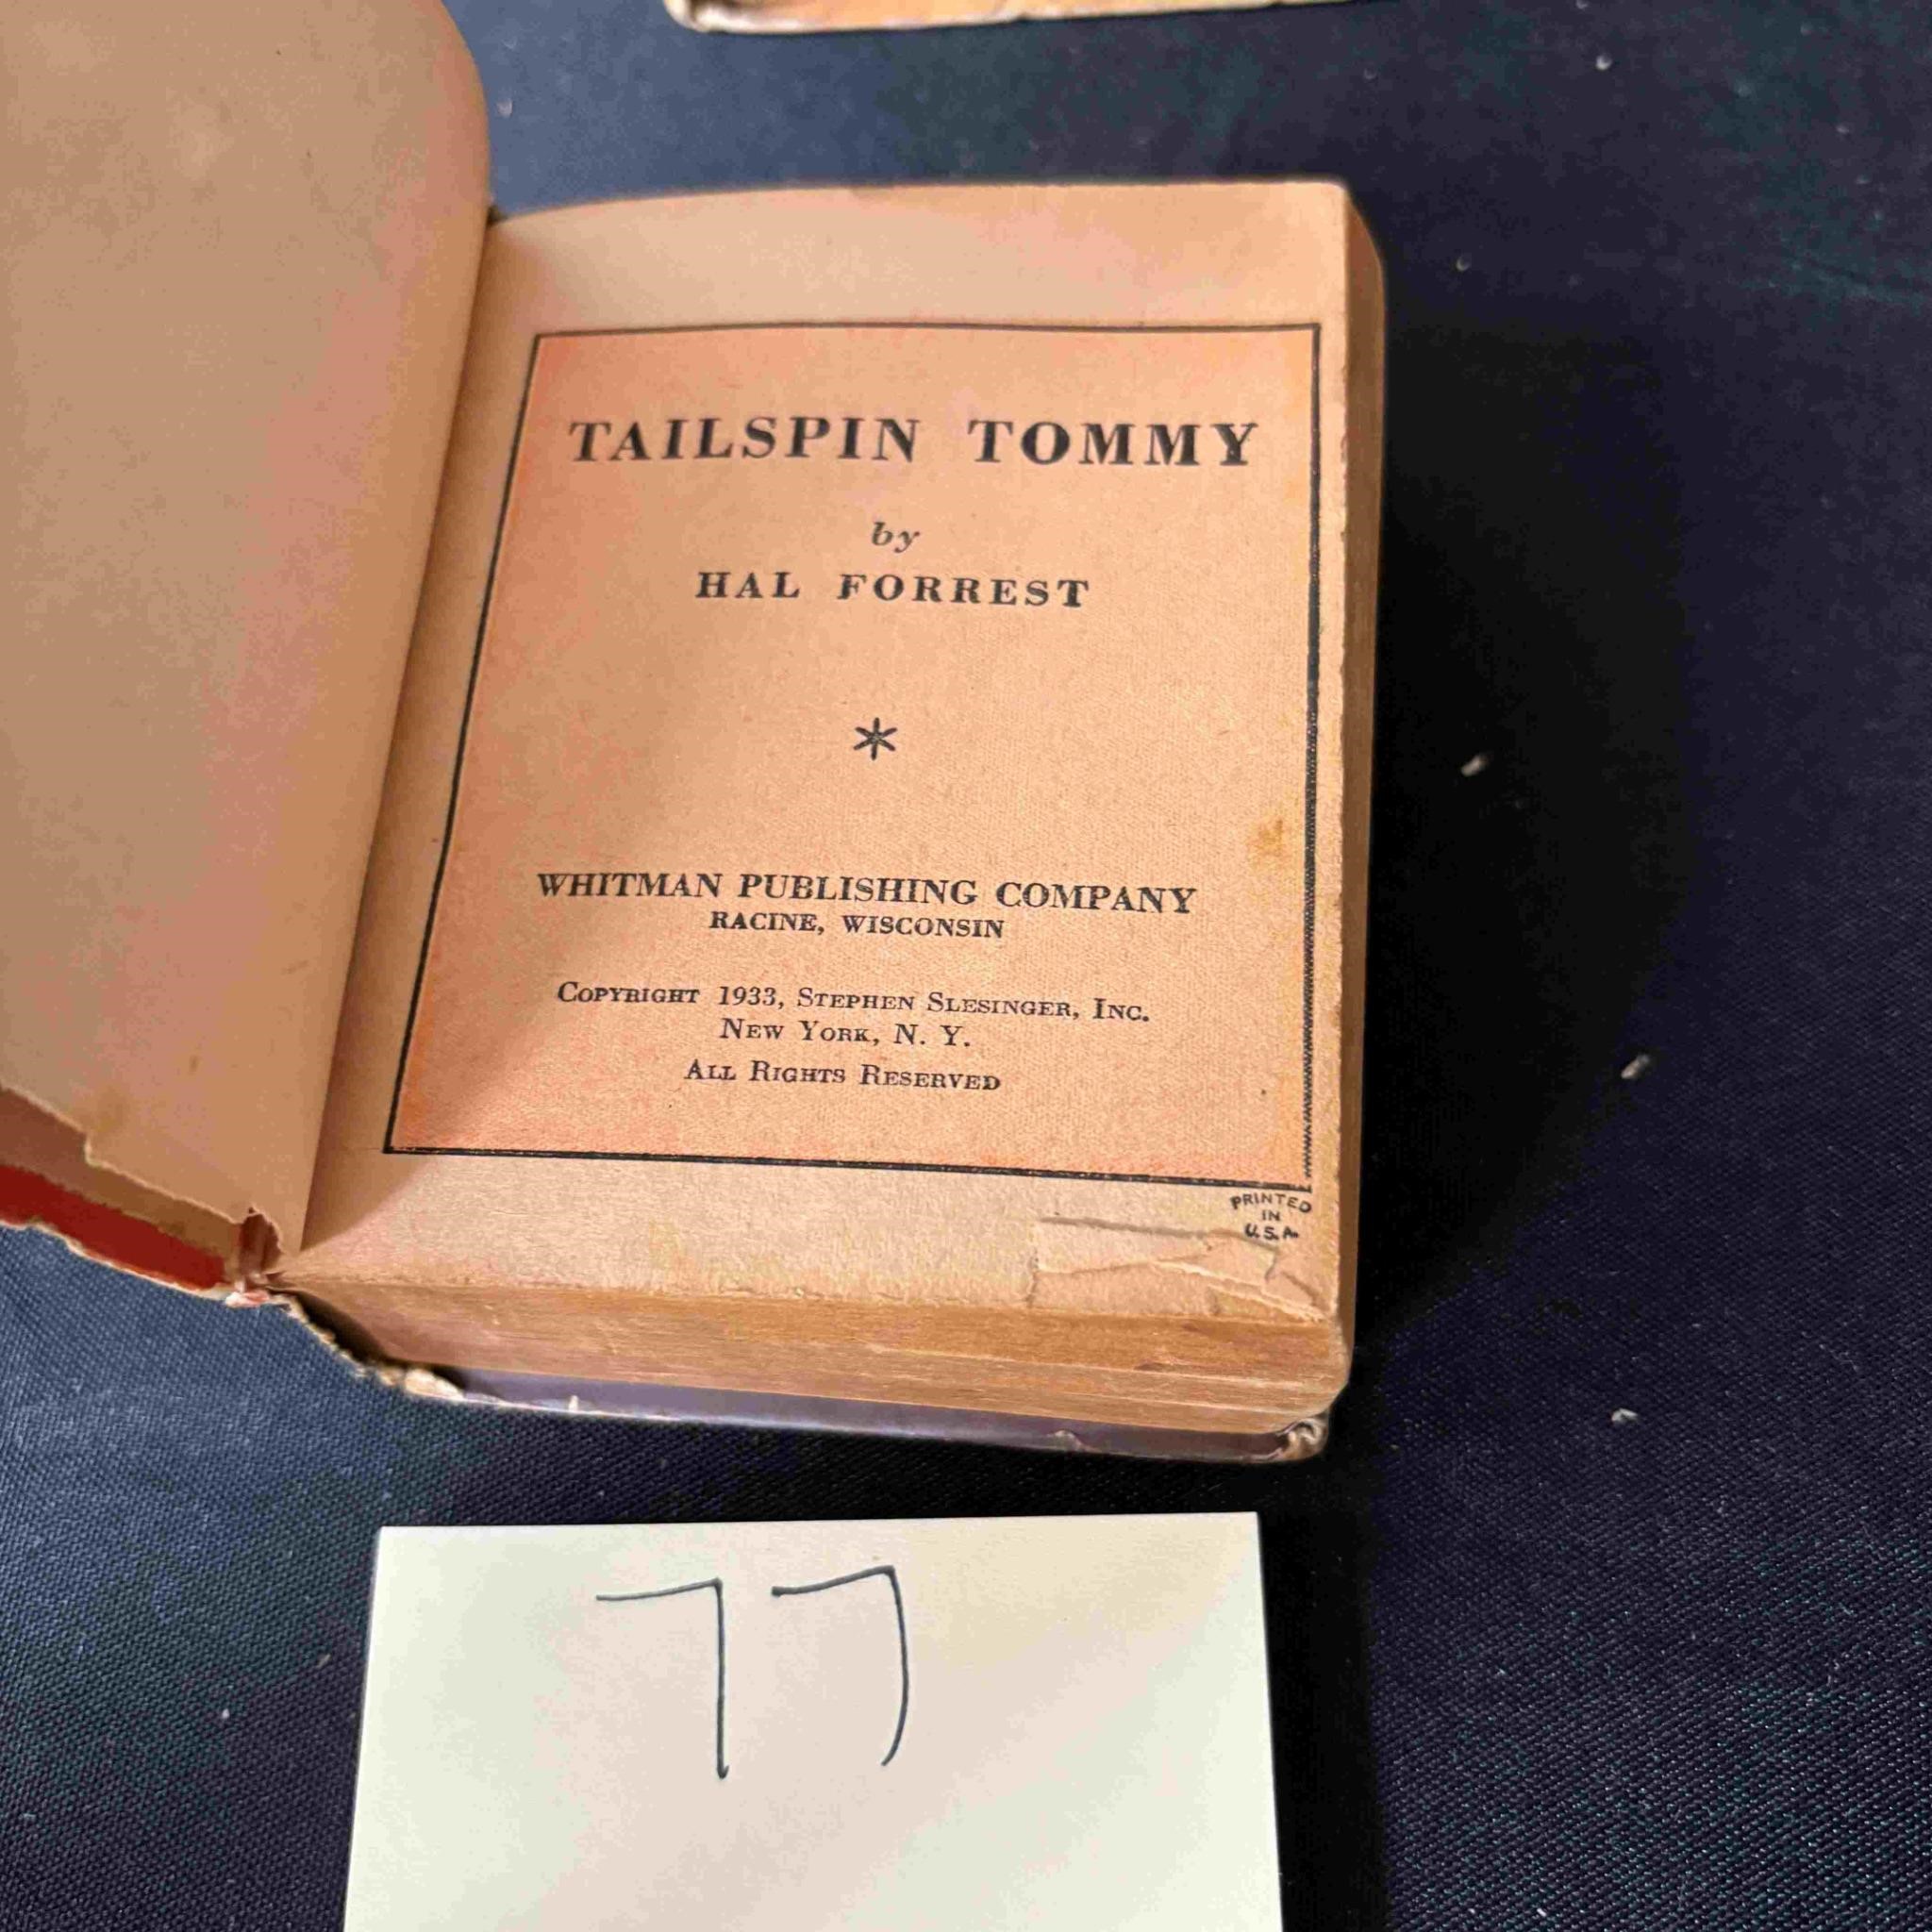 TAILSPIN TOMMY
by
HAL FORREST
*
WHITMAN PUBLISHING COMPANY
RACINE, WISCONSIN
COPYRIGHT 1933, STEPHEN SLESINGER, INC.
NEW YORK, N. Y.
ALL RIGHTS RESERVED
PRINTED
IN
U.S.A.
77